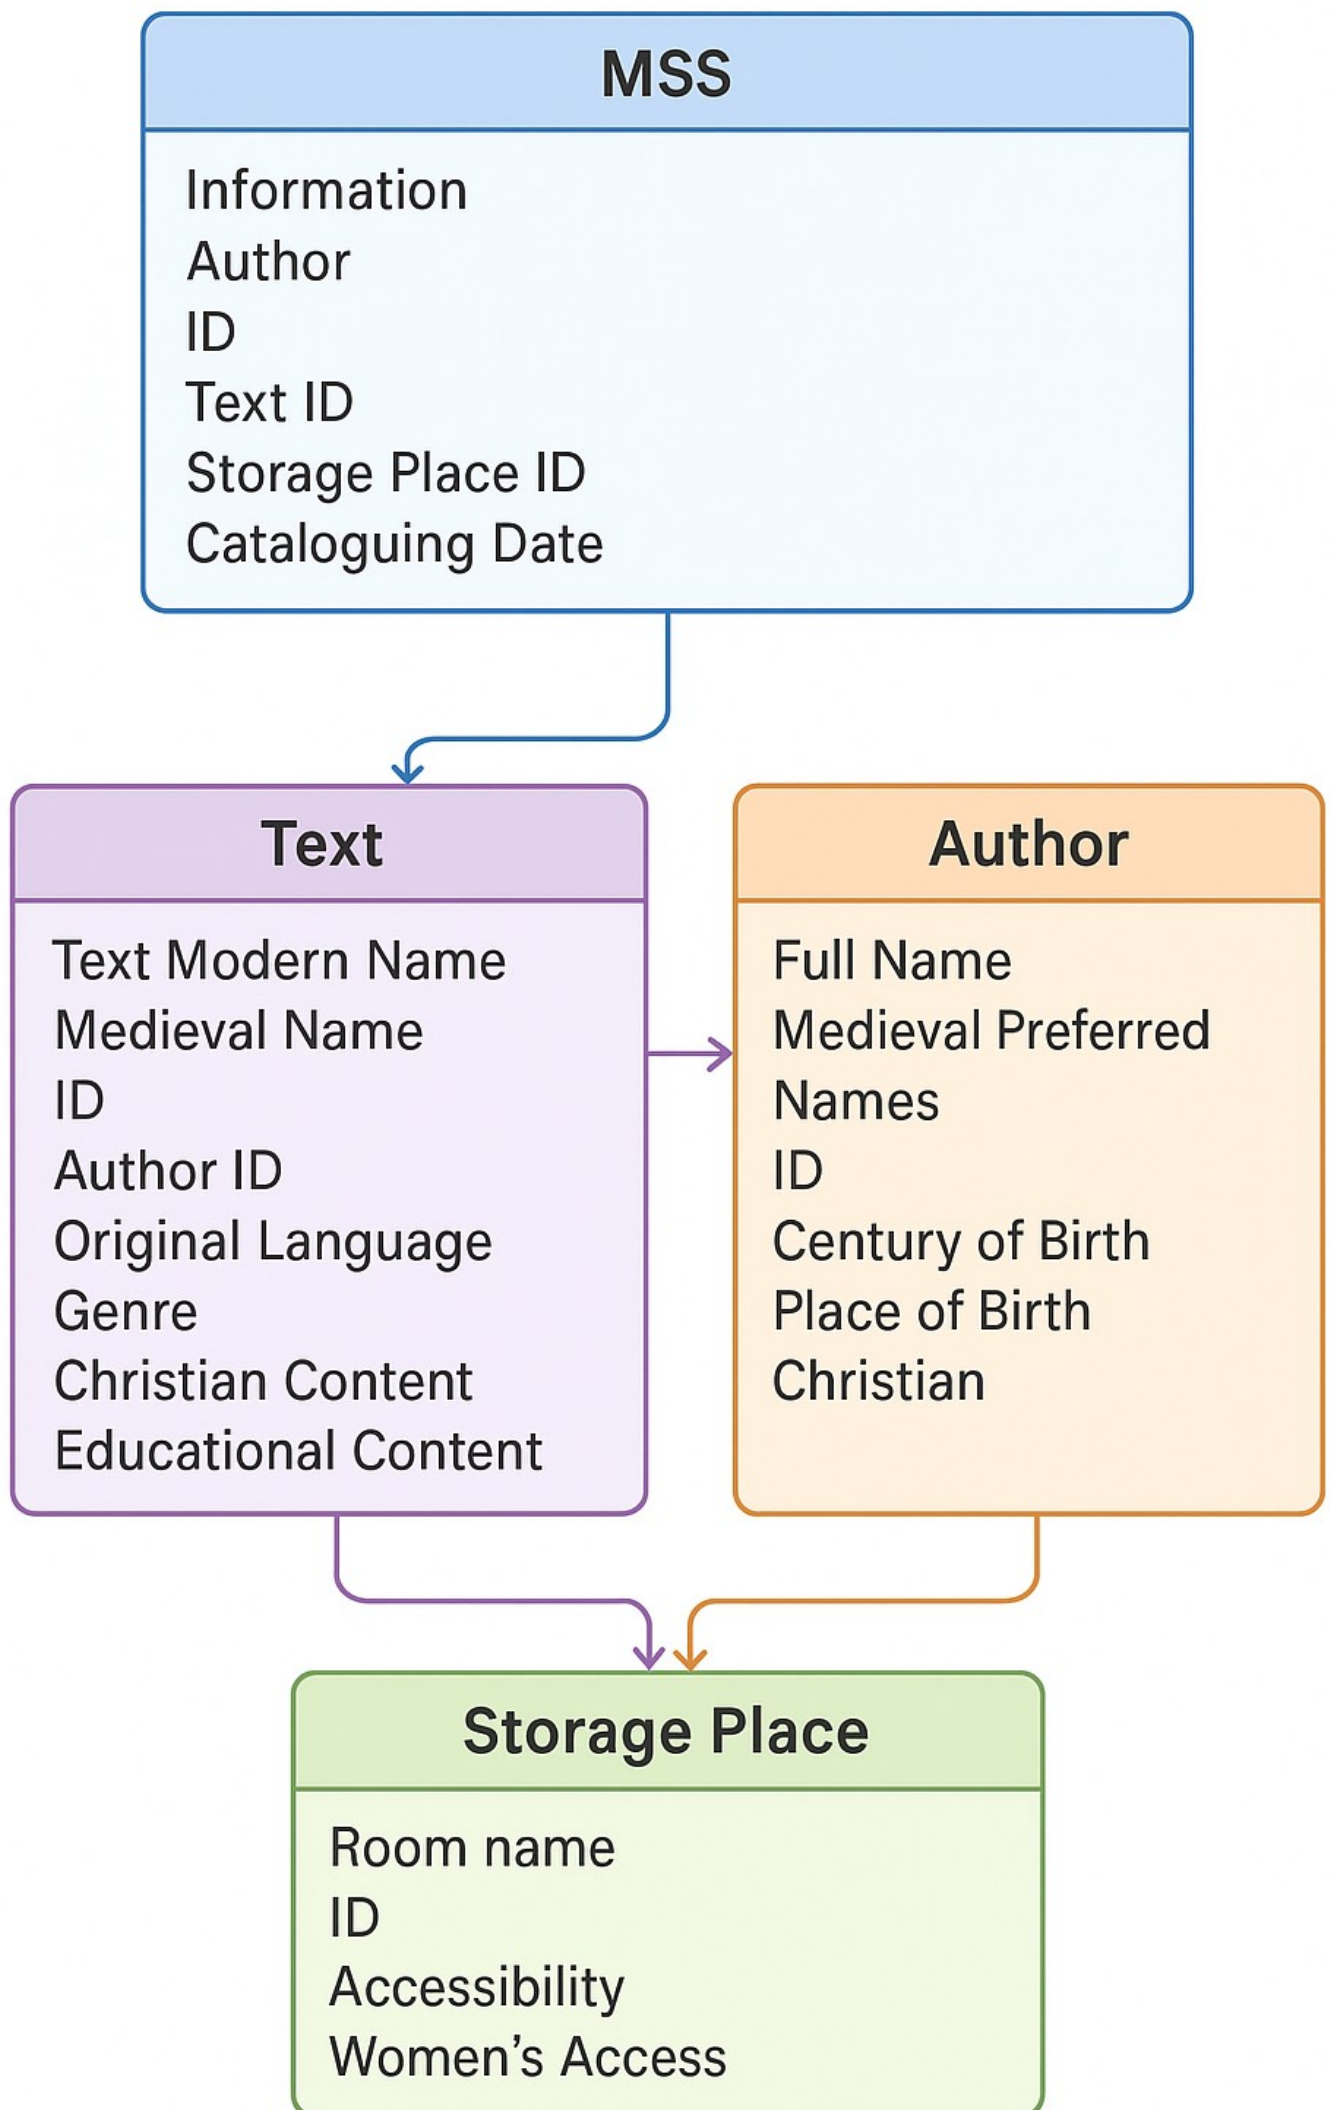 MSS
Information
Author
ID
Text ID
Storage Place ID
Cataloguing Date
Text
Text Modern Name
Medieval Name
ID
Author ID
Original Language
Genre
Christian Content
Educational Content
Author
Full Name
Medieval Preferred
Names
ID
Century of Birth
Place of Birth
Christian
Storage Place
Room name
ID
Accessibility
Women’s Access